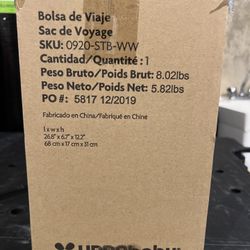 Bolsa de Viaje
Sac de Voyage
SKU: 0920-STB-WW
Cantidad/Quantité : 1
Peso Bruto/Poids Brut: 8.02lbs
Peso Neto/Poids Net: 5.82lbs
PO #: 5817 12/2019
Fabricado en China/Fabriqué en Chine
l x w x h
26.8" x 6.7" x 12.2"
68 cm x 17 cm x 31 cm